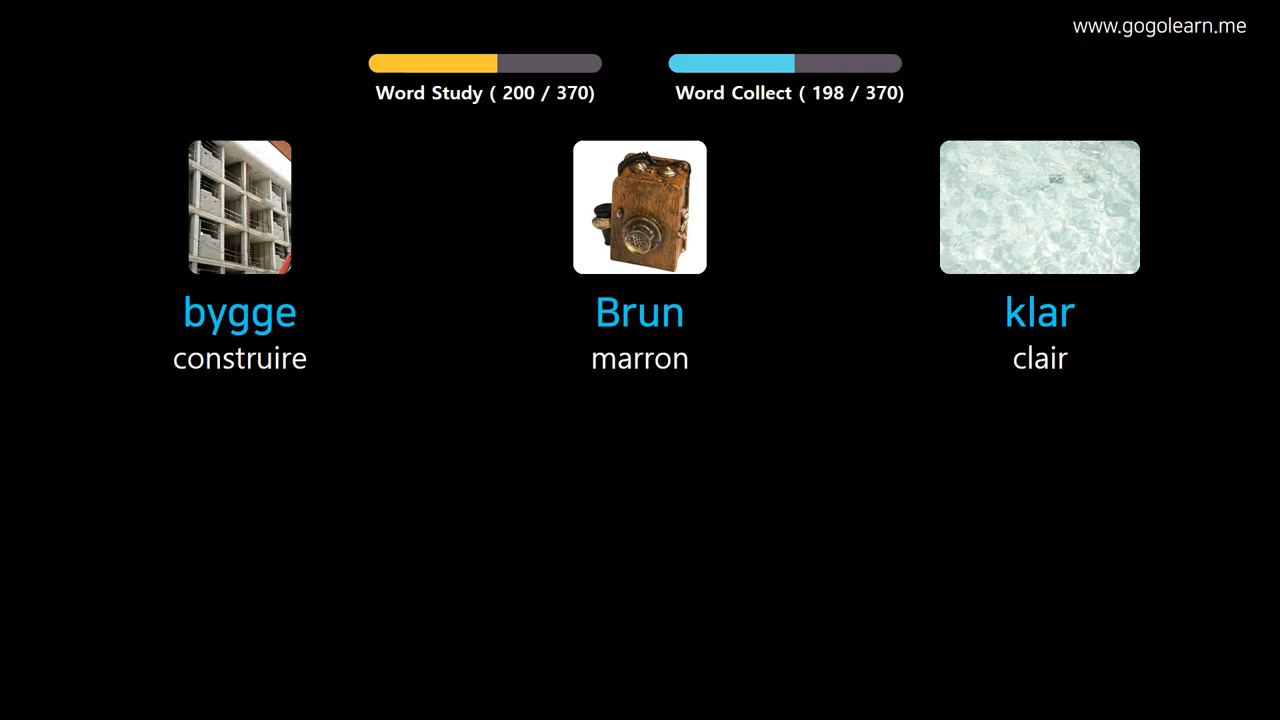 www.gogolearn.me
Word Study ( 200 / 370)
Word Collect ( 198 / 370)
bygge
construire
Brun
marron
klar
clair